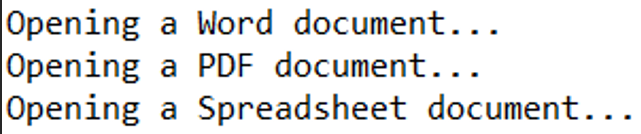 Opening a Word document...
Opening a PDF document...
Opening a Spreadsheet document...